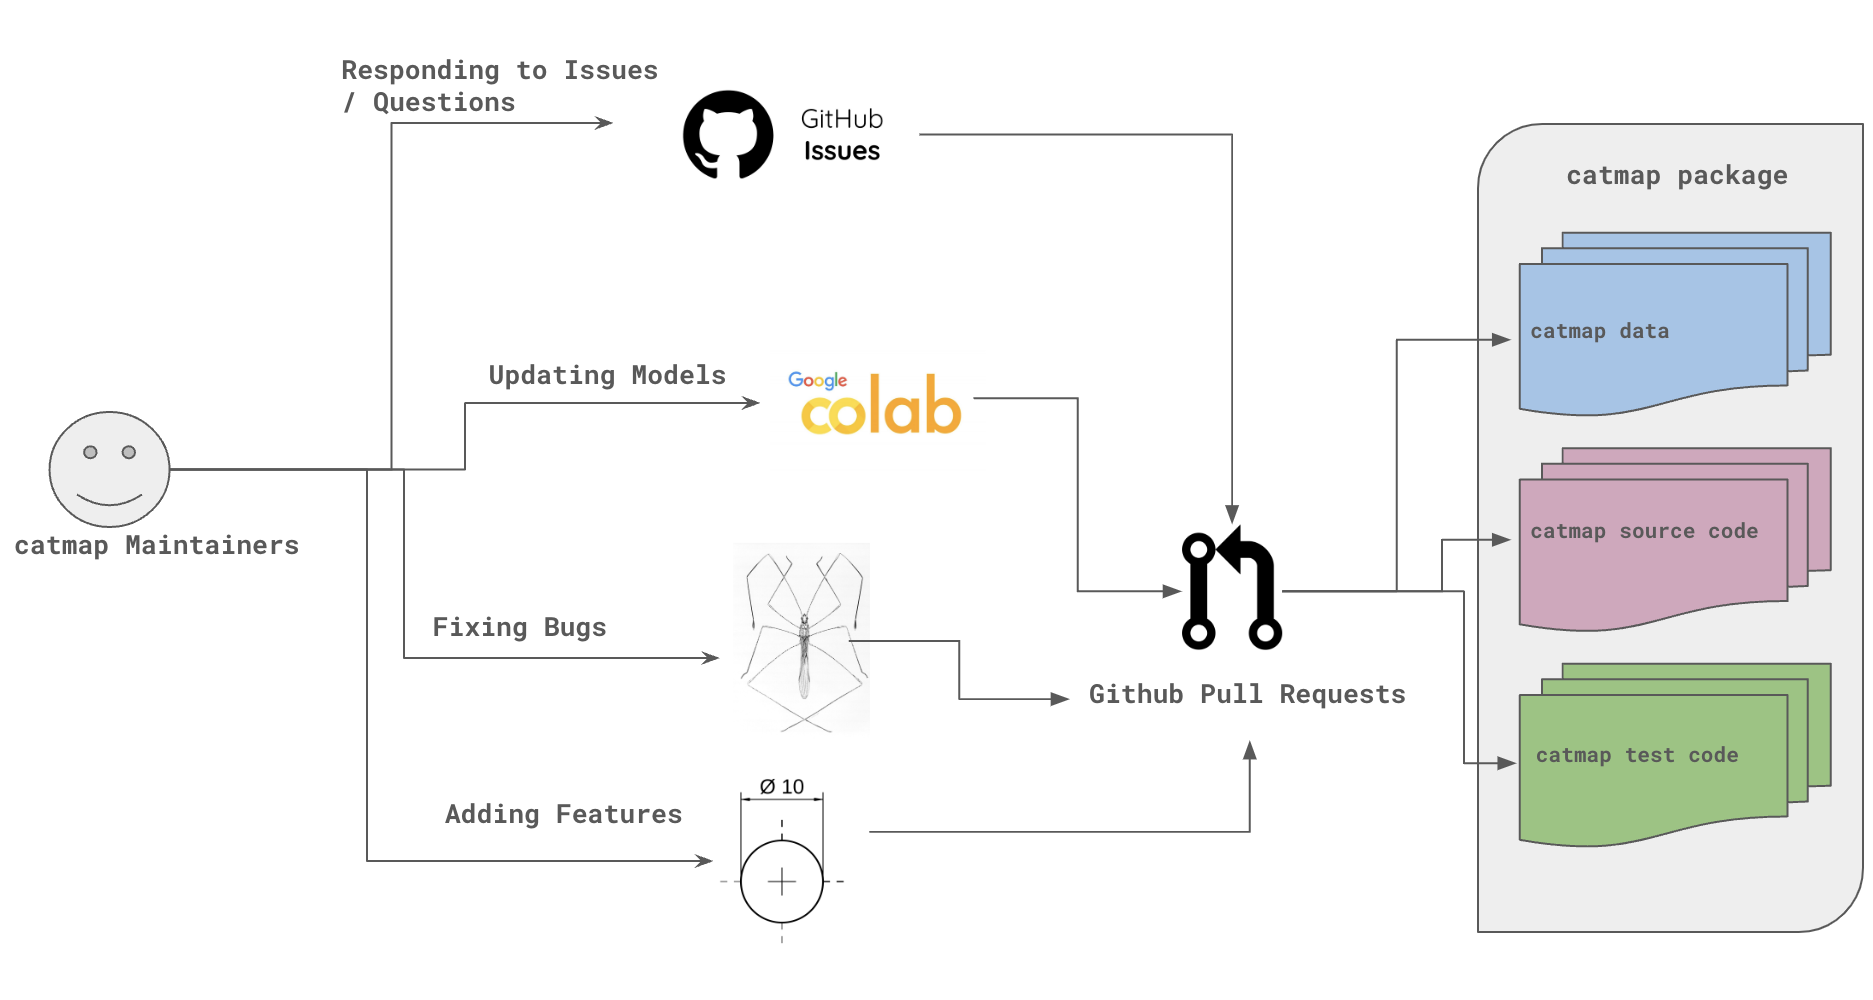 Responding to Issues
/ Questions
GitHub
Issues
catmap package
catmap data
Updating Models
Google
colab
catmap source code
catmap Maintainers
Fixing Bugs
Github Pull Requests
catmap test code
Ø 10
Adding Features